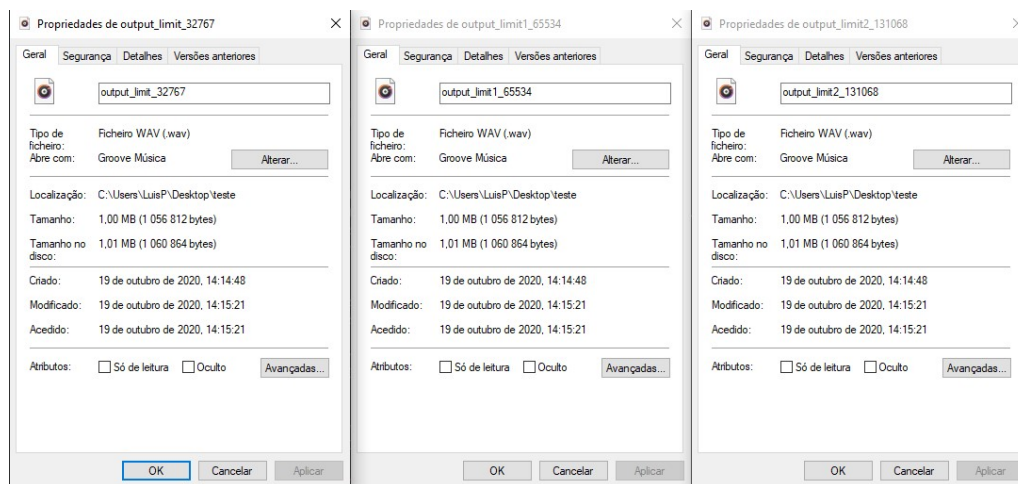 Propriedades de output_limit_32767
Geral Segurança Detalhes Versões anteriores
output_limit_32767
Tipo de ficheiro: Ficheiro WAV (.wav)
Abre com: Groove Música Alterar...
Localização: C:\Users\LuisP\Desktop\teste
Tamanho: 1,00 MB (1 056 812 bytes)
Tamanho no disco: 1,01 MB (1 060 864 bytes)
Criado: 19 de outubro de 2020, 14:14:48
Modificado: 19 de outubro de 2020, 14:15:21
Acedido: 19 de outubro de 2020, 14:15:21
Atributos: Só de leitura Oculto Avançadas...
OK Cancelar Aplicar
Propriedades de output_limit1_65534
Geral Segurança Detalhes Versões anteriores
output_limit1_65534
Tipo de ficheiro: Ficheiro WAV (.wav)
Abre com: Groove Música Alterar...
Localização: C:\Users\LuisP\Desktop\teste
Tamanho: 1,00 MB (1 056 812 bytes)
Tamanho no disco: 1,01 MB (1 060 864 bytes)
Criado: 19 de outubro de 2020, 14:14:48
Modificado: 19 de outubro de 2020, 14:15:21
Acedido: 19 de outubro de 2020, 14:15:21
Atributos: Só de leitura Oculto Avançadas...
OK Cancelar Aplicar
Propriedades de output_limit2_131068
Geral Segurança Detalhes Versões anteriores
output_limit2_131068
Tipo de ficheiro: Ficheiro WAV (.wav)
Abre com: Groove Música Alterar...
Localização: C:\Users\LuisP\Desktop\teste
Tamanho: 1,00 MB (1 056 812 bytes)
Tamanho no disco: 1,01 MB (1 060 864 bytes)
Criado: 19 de outubro de 2020, 14:14:48
Modificado: 19 de outubro de 2020, 14:15:21
Acedido: 19 de outubro de 2020, 14:15:21
Atributos: Só de leitura Oculto Avançadas...
OK Cancelar Aplicar